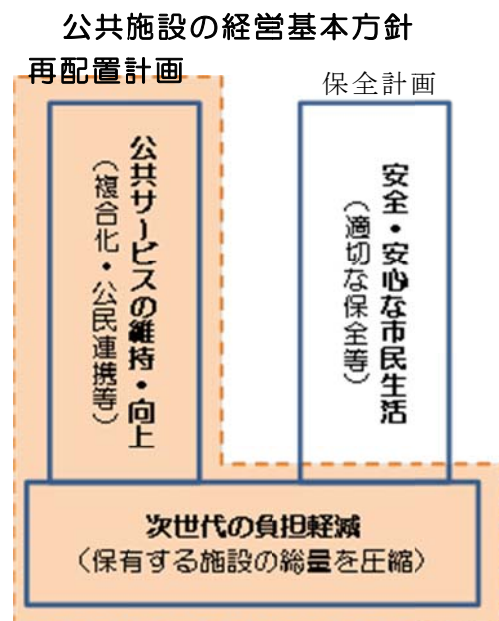 公共施設の経営基本方針
再配置計画
保全計画
公共サービスの維持・向上
（複合化・公民連携等）
安全・安心な市民生活
（適切な保全等）
次世代の負担軽減
（保有する施設の総量を圧縮）